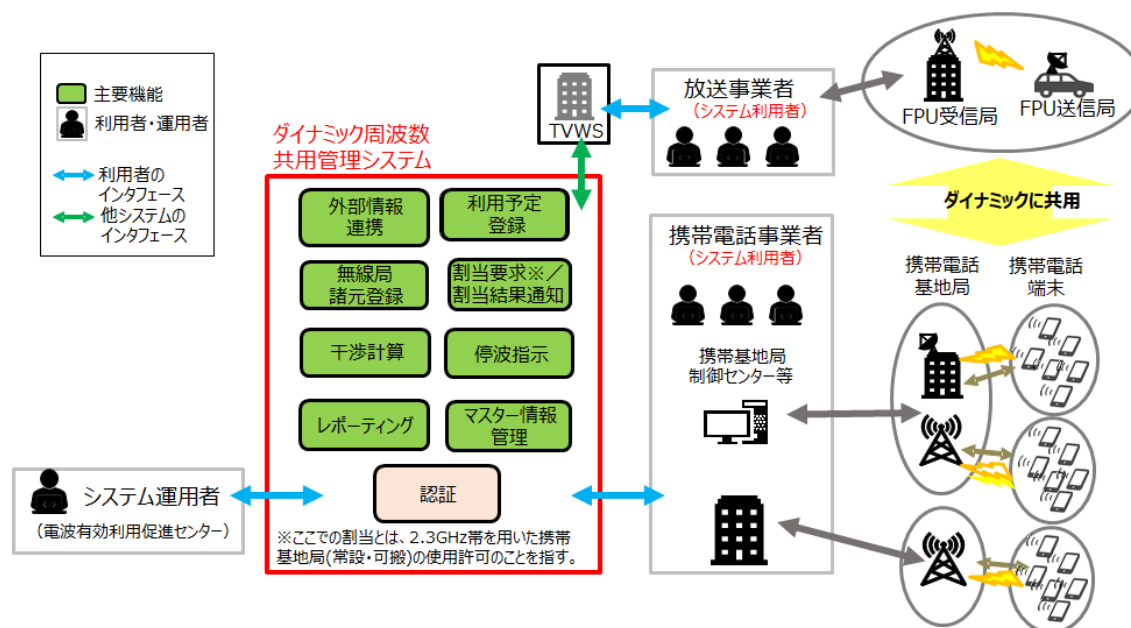 主要機能
利用者・運用者
利用者の
インタフェース
他システムの
インタフェース
ダイナミック周波数
共用管理システム
外部情報
連携
利用予定
登録
無線局
諸元登録
割当要求※／
割当結果通知
干渉計算
停波指示
レポーティング
マスター情報
管理
認証
※ここでの割当とは、2.3GHz帯を用いた携帯
基地局(常設・可搬)の使用許可のことを指す。
システム運用者
(電波有効利用促進センター)
TVWS
放送事業者
(システム利用者)
携帯電話事業者
(システム利用者)
携帯基地局
制御センター等
FPU受信局
FPU送信局
ダイナミックに共用
携帯電話
基地局
携帯電話
端末